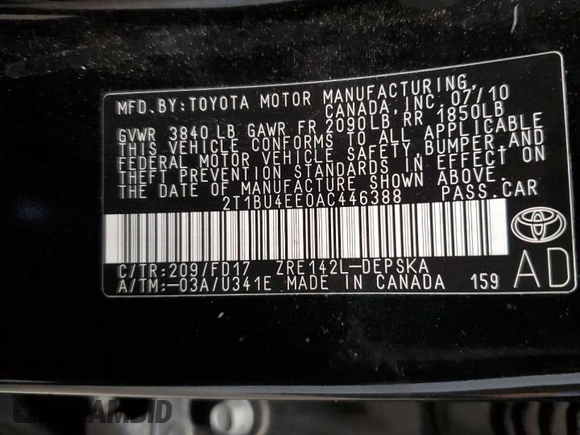 MFD. BY: TOYOTA MOTOR MANUFACTURING,
CANADA, INC. 07/10
GVWR 3840 LB GAWR FR 2090LB RR 1850LB
THIS VEHICLE CONFORMS TO ALL APPLICABLE
FEDERAL MOTOR VEHICLE SAFETY, BUMPER, AND
THEFT PREVENTION STANDARDS IN EFFECT ON
THE DATE OF MANUFACTURE SHOWN ABOVE.
2T1BU4EE0AC446388 PASS.CAR
C/TR:209/FD17 ZRE142L-DEPSKA
A/TM:-03A/U341E MADE IN CANADA 159
AD